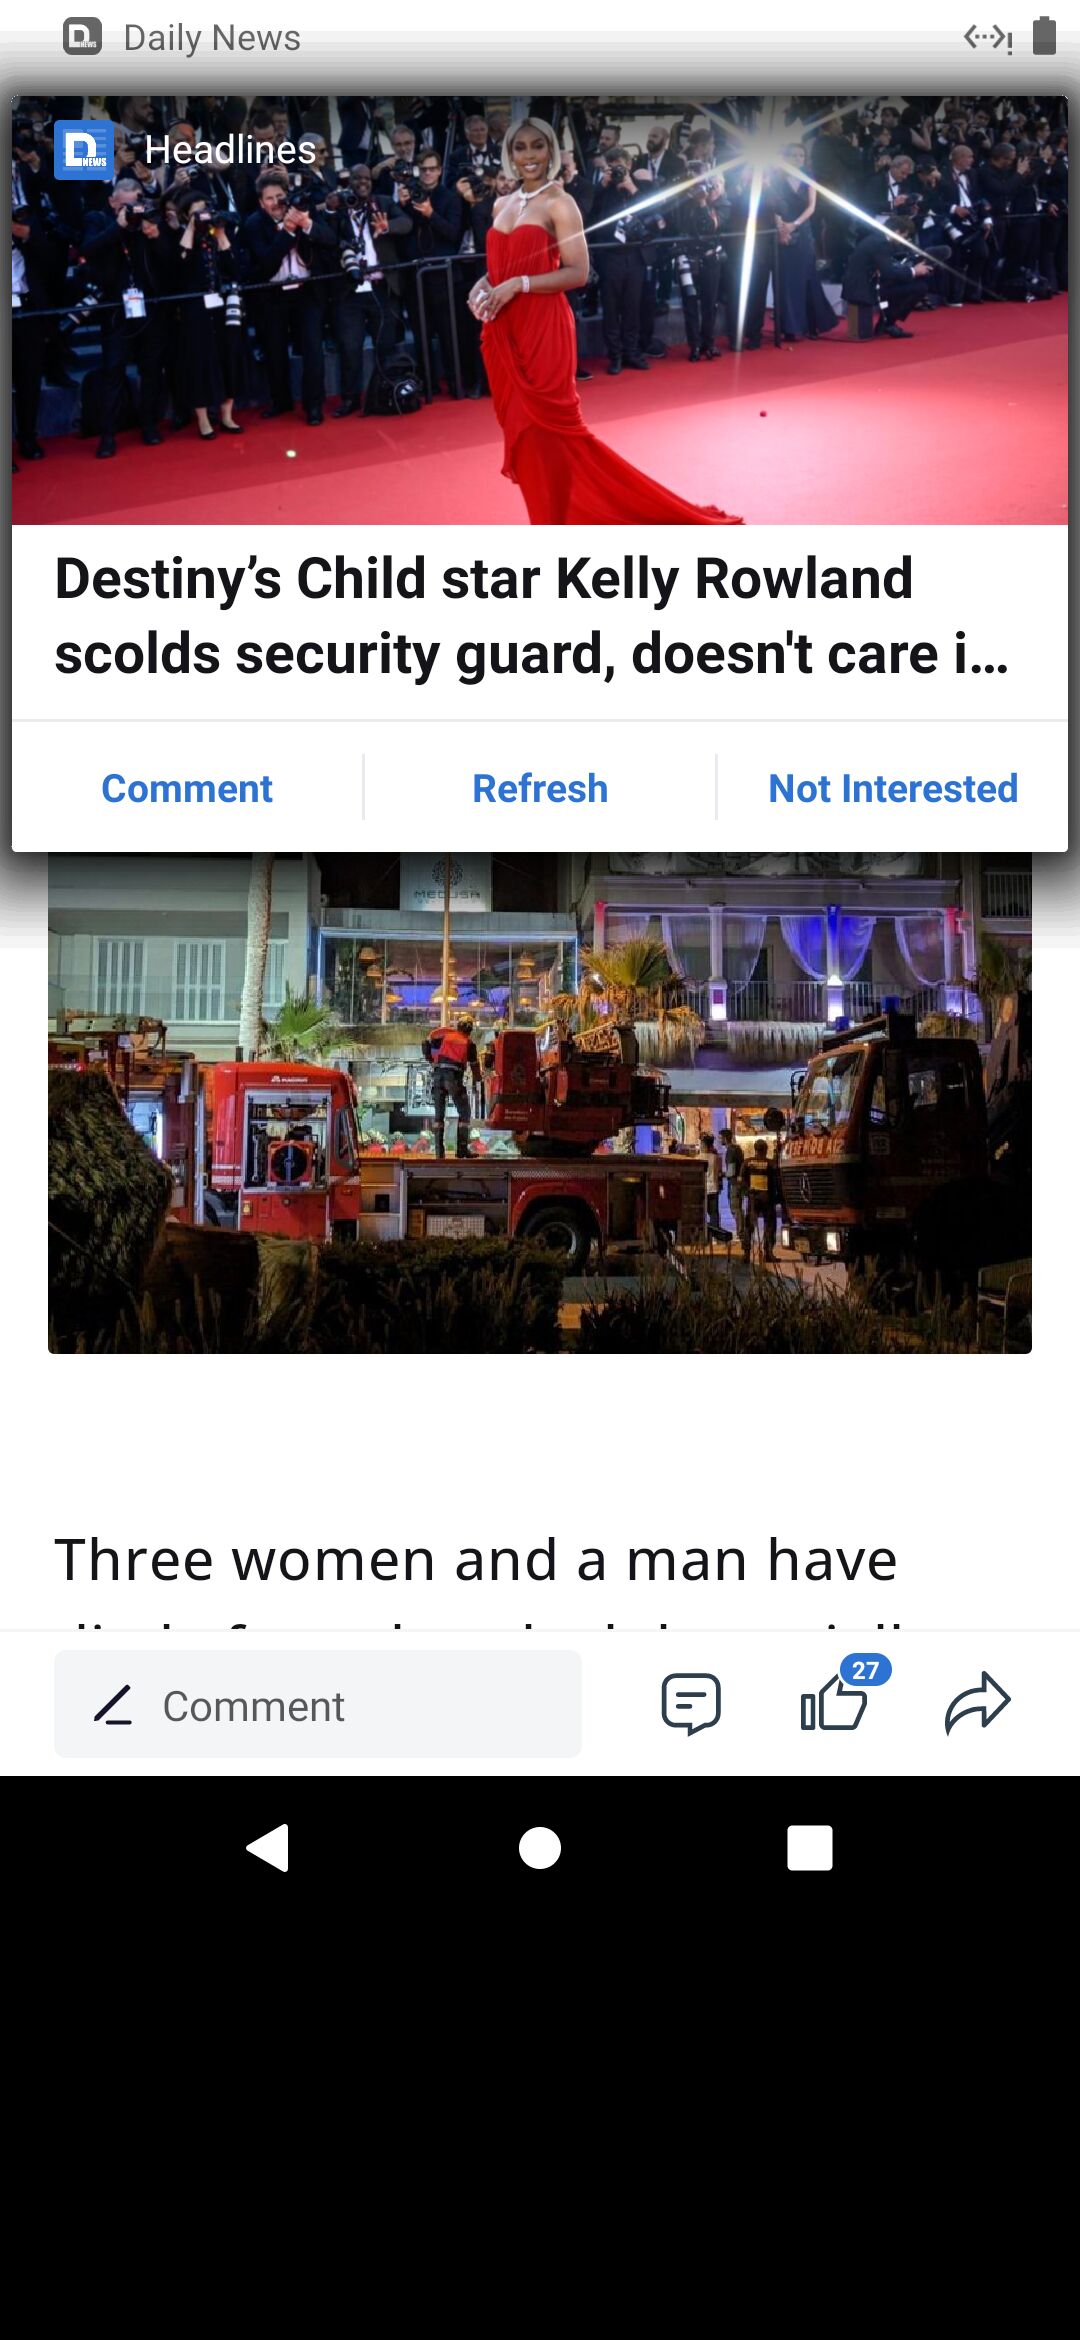 Daily News
Headlines
Destiny’s Child star Kelly Rowland
scolds security guard, doesn't care i…
Comment
Refresh
Not Interested
MEDUSA
Three women and a man have
27
Comment